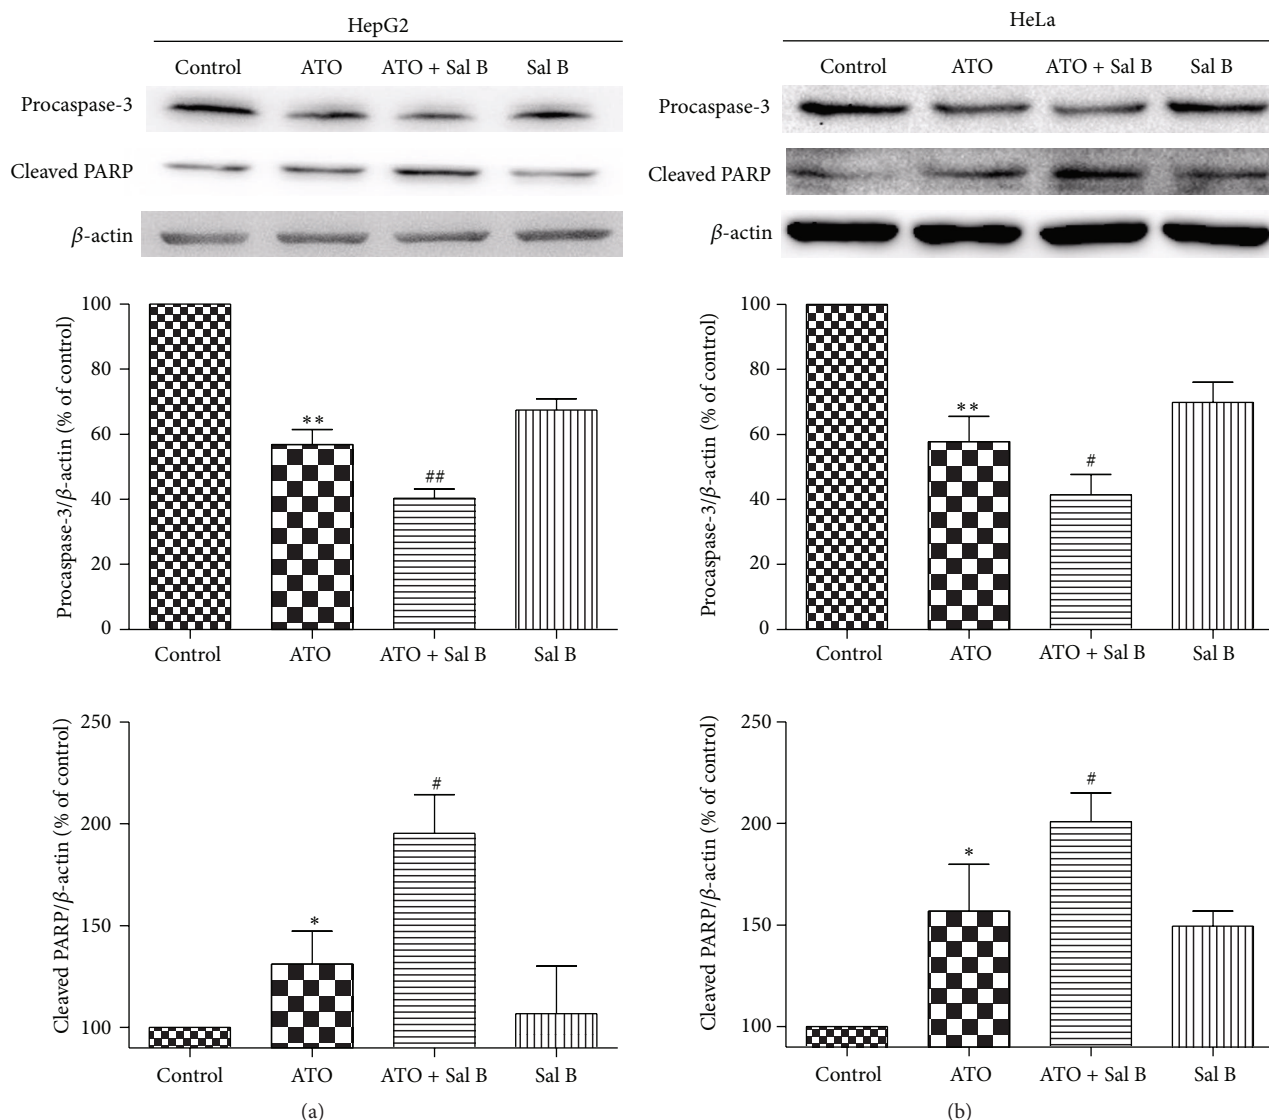 HepG2
Control ATO ATO + Sal B Sal B
Procaspase-3
Cleaved PARP
β-actin
Procaspase-3/β-actin (% of control)
100
80
60
40
20
0
**
##
Control ATO ATO + Sal B Sal B
Cleaved PARP/β-actin (% of control)
250
200
150
100
*
#
Control ATO ATO + Sal B Sal B
(a)
HeLa
Control ATO ATO + Sal B Sal B
Procaspase-3
Cleaved PARP
β-actin
Procaspase-3/β-actin (% of control)
100
80
60
40
20
0
**
#
Control ATO ATO + Sal B Sal B
Cleaved PARP/β-actin (% of control)
250
200
150
100
*
#
Control ATO ATO + Sal B Sal B
(b)